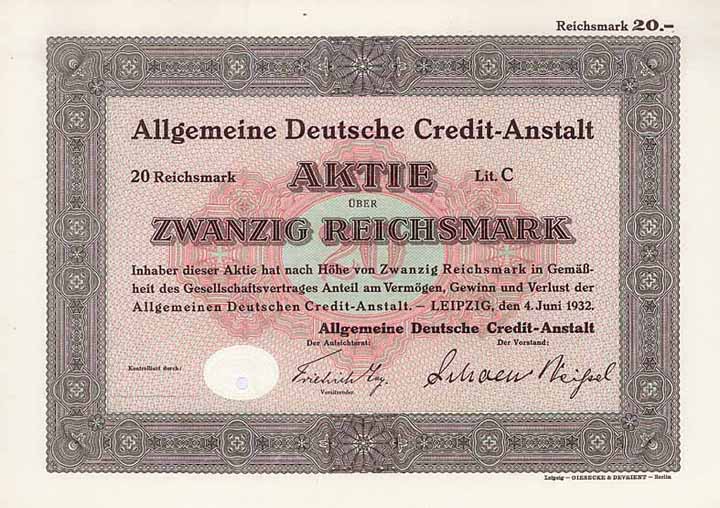 Reichsmark 20.–
Allgemeine Deutsche Credit-Anstalt
20 Reichsmark AKTIE Lit. C
ÜBER
ZWANZIG REICHSMARK
Inhaber dieser Aktie hat nach Höhe von Zwanzig Reichsmark in Gemäß-
heit des Gesellschaftsvertrages Anteil am Vermögen, Gewinn und Verlust der
Allgemeinen Deutschen Credit-Anstalt. – LEIPZIG, den 4. Juni 1932.
Allgemeine Deutsche Credit-Anstalt
Der Aufsichtsrat: Der Vorstand:
Kontrolliert durch:
Vorsitzender
Leipzig – GIESECKE & DEVRIENT – Berlin